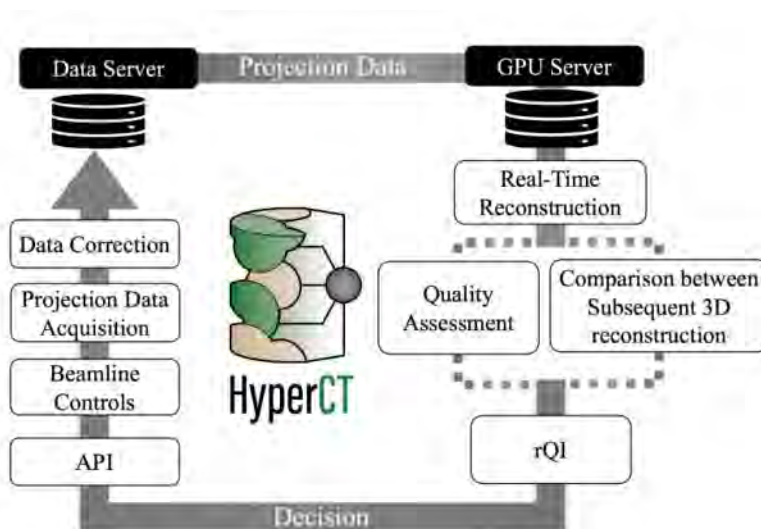 Data Server
Projection Data
GPU Server
Real-Time
Reconstruction
Data Correction
Projection Data
Acquisition
Beamline
Controls
API
HyperCT
Quality
Assessment
Comparison between
Subsequent 3D
reconstruction
rQI
Decision